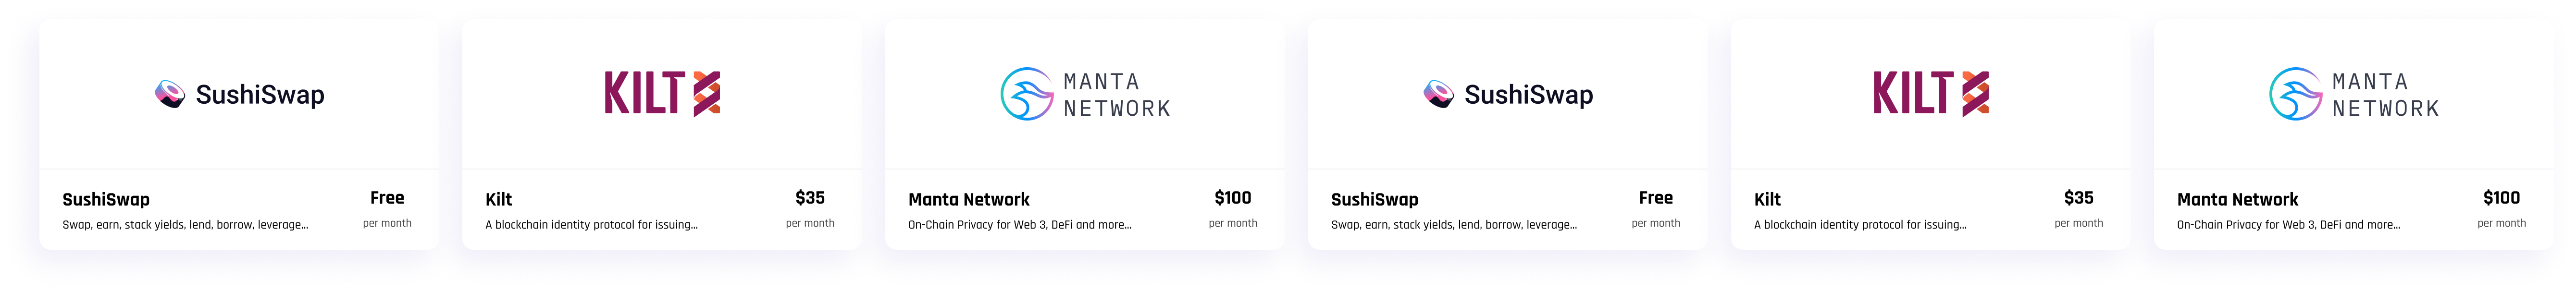 SushiSwap
SushiSwap
Free
Swap, earn, stack yields, lend, borrow, leverage...
per month
KILT
Kilt
$35
A blockchain identity protocol for issuing...
per month
MANTA
NETWORK
Manta Network
$100
On-Chain Privacy for Web 3, DeFi and more...
per month
SushiSwap
SushiSwap
Free
Swap, earn, stack yields, lend, borrow, leverage...
per month
KILT
Kilt
$35
A blockchain identity protocol for issuing...
per month
MANTA
NETWORK
Manta Network
$100
On-Chain Privacy for Web 3, DeFi and more...
per month